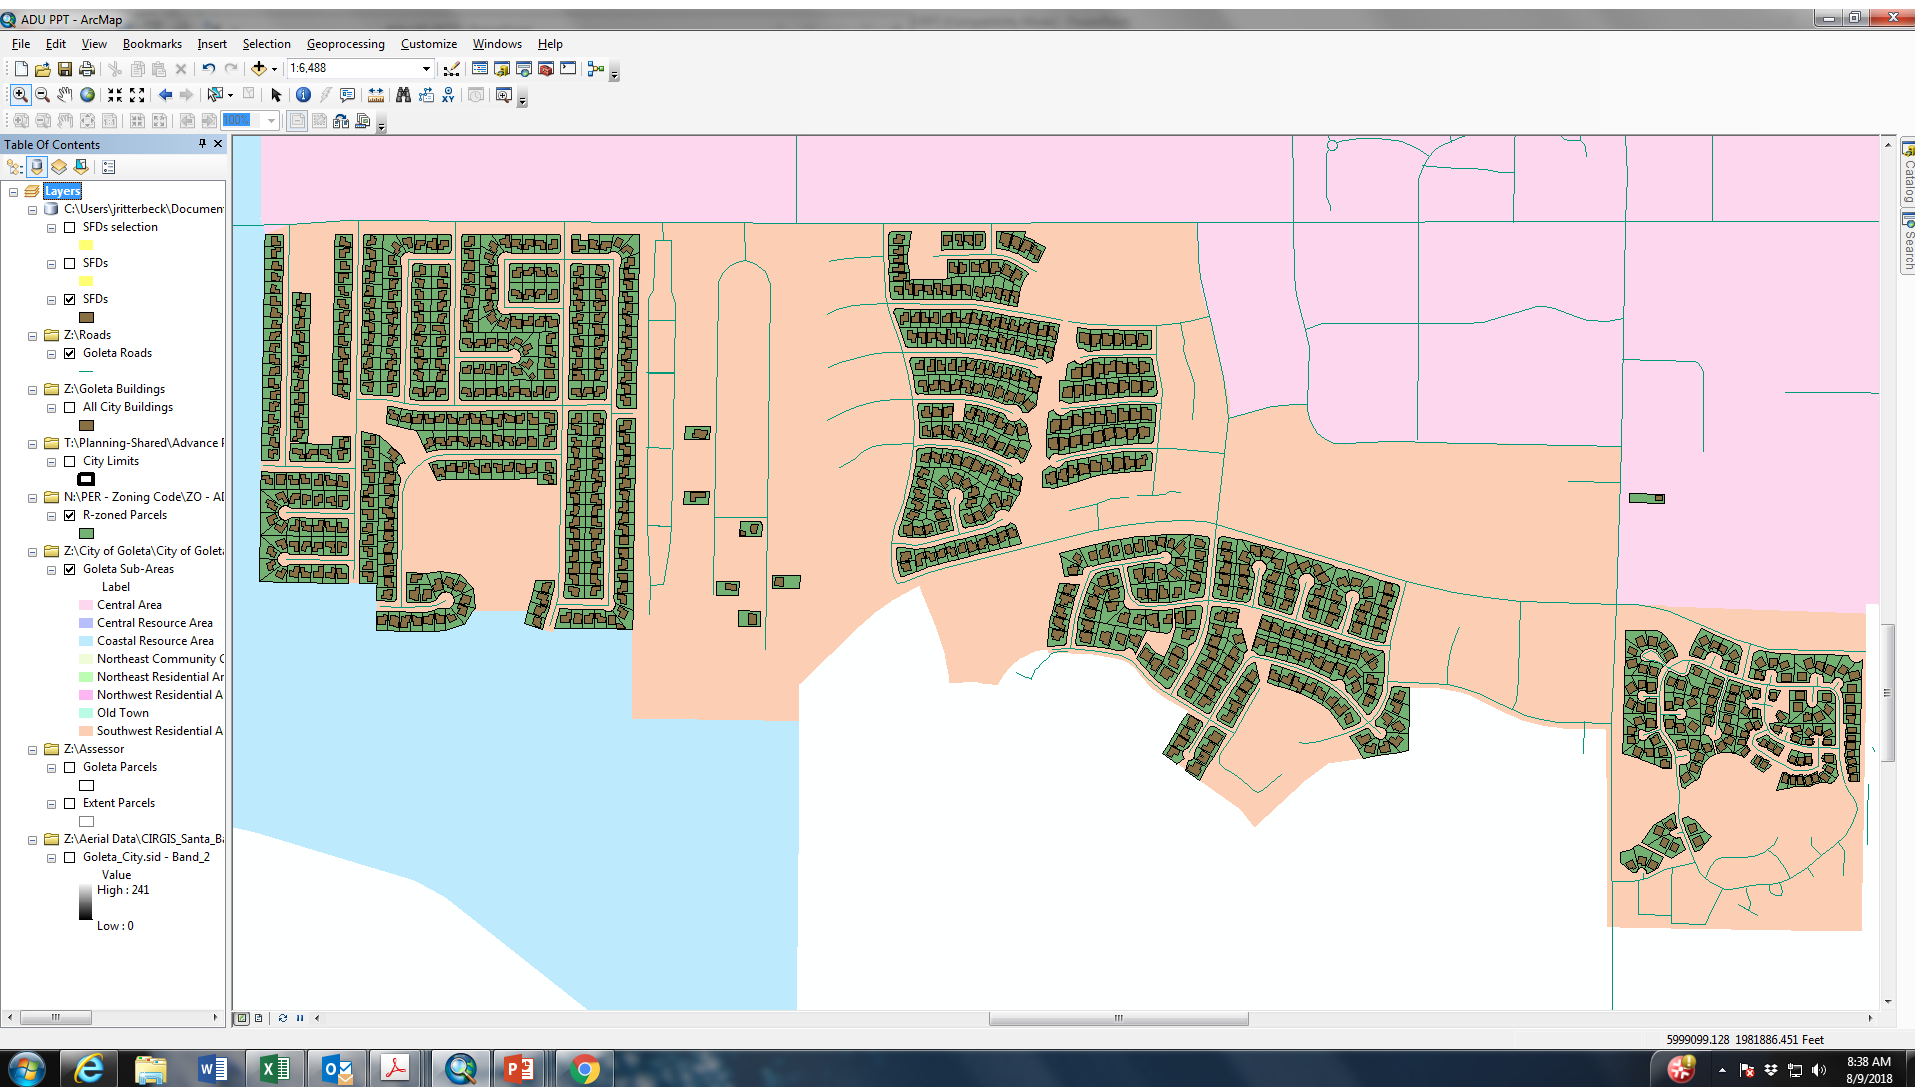 ADU PPT - ArcMap
File Edit View Bookmarks Insert Selection Geoprocessing Customize Windows Help
1:6,488
100%
Table Of Contents
Layers
C:\Users\jritterbeck\Documen
SFDs selection
SFDs
SFDs
Z:\Roads
Goleta Roads
Z:\Goleta Buildings
All City Buildings
T:\Planning-Shared\Advance P
City Limits
N:\PER - Zoning Code\ZO - AD
R-zoned Parcels
Z:\City of Goleta\City of Goleta
Goleta Sub-Areas
Label
Central Area
Central Resource Area
Coastal Resource Area
Northeast Community C
Northeast Residential Ar
Northwest Residential A
Old Town
Southwest Residential A
Z:\Assessor
Goleta Parcels
Extent Parcels
Z:\Aerial Data\CIRGIS_Santa_Ba
Goleta_City.sid - Band_2
Value
High : 241
Low : 0
Catalog
Search
5999099.128 1981886.451 Feet
8:38 AM
8/9/2018